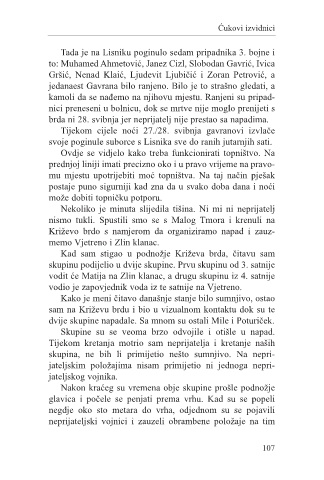 Ćukovi izvidnici
Tada je na Lisniku poginulo sedam pripadnika 3. bojne i
to: Muhamed Ahmetović, Janez Cizl, Slobodan Gavrić, Ivica
Gršić, Nenad Klaić, Ljudevit Ljubičić i Zoran Petrović, a
jedanaest Gavrana bilo ranjeno. Bilo je to strašno gledati, a
kamoli da se nađemo na njihovu mjestu. Ranjeni su pripad-
nici preneseni u bolnicu, dok se mrtve nije moglo prenijeti s
brda ni 28. svibnja jer neprijatelj nije prestao sa napadima.
Tijekom cijele noći 27./28. svibnja gavranovi izvlače
svoje poginule suborce s Lisnika sve do ranih jutarnjih sati.
Ovdje se vidjelo kako treba funkcionirati topništvo. Na
prednjoj liniji imati precizno oko i u pravo vrijeme na pravo-
mu mjestu upotrijebiti moć topništva. Na taj način pješak
postaje puno sigurniji kad zna da u svako doba dana i noći
može dobiti topničku potporu.
Nekoliko je minuta slijedila tišina. Ni mi ni neprijatelj
nismo tukli. Spustili smo se s Malog Tmora i krenuli na
Križevo brdo s namjerom da organiziramo napad i zauz-
memo Vjetreno i Zlin klanac.
Kad sam stigao u podnožje Križeva brda, čitavu sam
skupinu podijelio u dvije skupine. Prvu skupinu od 3. satnije
vodit će Matija na Zlin klanac, a drugu skupinu iz 4. satnije
vodio je zapovjednik voda iz te satnije na Vjetreno.
Kako je meni čitavo današnje stanje bilo sumnjivo, ostao
sam na Križevu brdu i bio u vizualnom kontaktu dok su te
dvije skupine napadale. Sa mnom su ostali Mile i Poturiček.
Skupine su se veoma brzo odvojile i otišle u napad.
Tijekom kretanja motrio sam neprijatelja i kretanje naših
skupina, ne bih li primijetio nešto sumnjivo. Na nepri-
jateljskim položajima nisam primijetio ni jednoga nepri-
jateljskog vojnika.
Nakon kraćeg su vremena obje skupine prošle podnožje
glavica i počele se penjati prema vrhu. Kad su se popeli
negdje oko sto metara do vrha, odjednom su se pojavili
neprijateljski vojnici i zauzeli obrambene položaje na tim
107